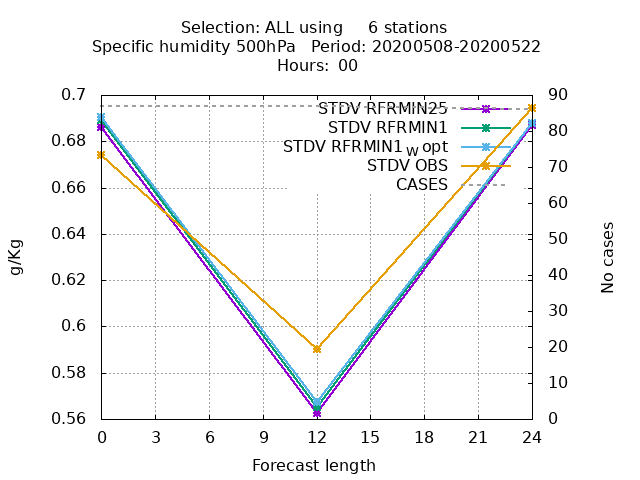 Selection: ALL using     6 stations
Specific humidity 500hPa   Period: 20200508-20200522
Hours: 00
0.7
0.68
0.66
0.64
0.62
0.6
0.58
0.56
g/Kg
STDV RFRMIN25
STDV RFRMIN1
STDV RFRMIN1_W opt
STDV OBS
CASES
90
80
70
60
50
40
30
20
10
0
No cases
0 3 6 9 12 15 18 21 24
Forecast length